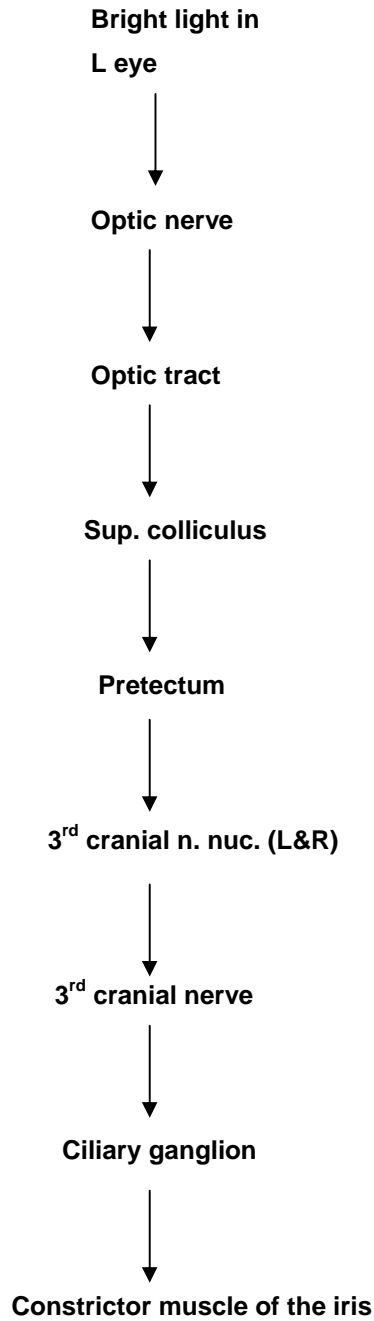 Bright light in
L eye
Optic nerve
Optic tract
Sup. colliculus
Pretectum
3rd cranial n. nuc. (L&R)
3rd cranial nerve
Ciliary ganglion
Constrictor muscle of the iris